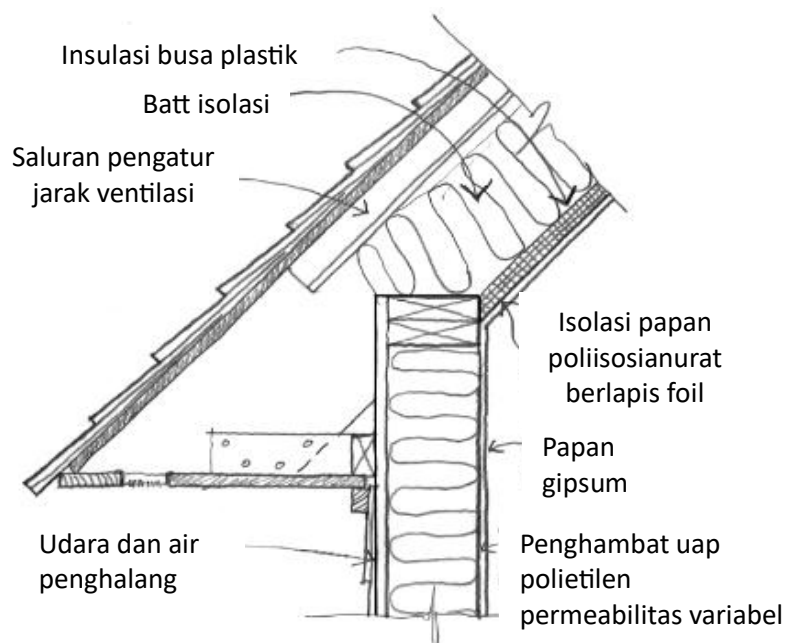 Insulasi busa plastik
Batt isolasi
Saluran pengatur
jarak ventilasi
Isolasi papan
poliisosianurat
berlapis foil
Papan
gipsum
Udara dan air
penghalang
Penghambat uap
polietilen
permeabilitas variabel